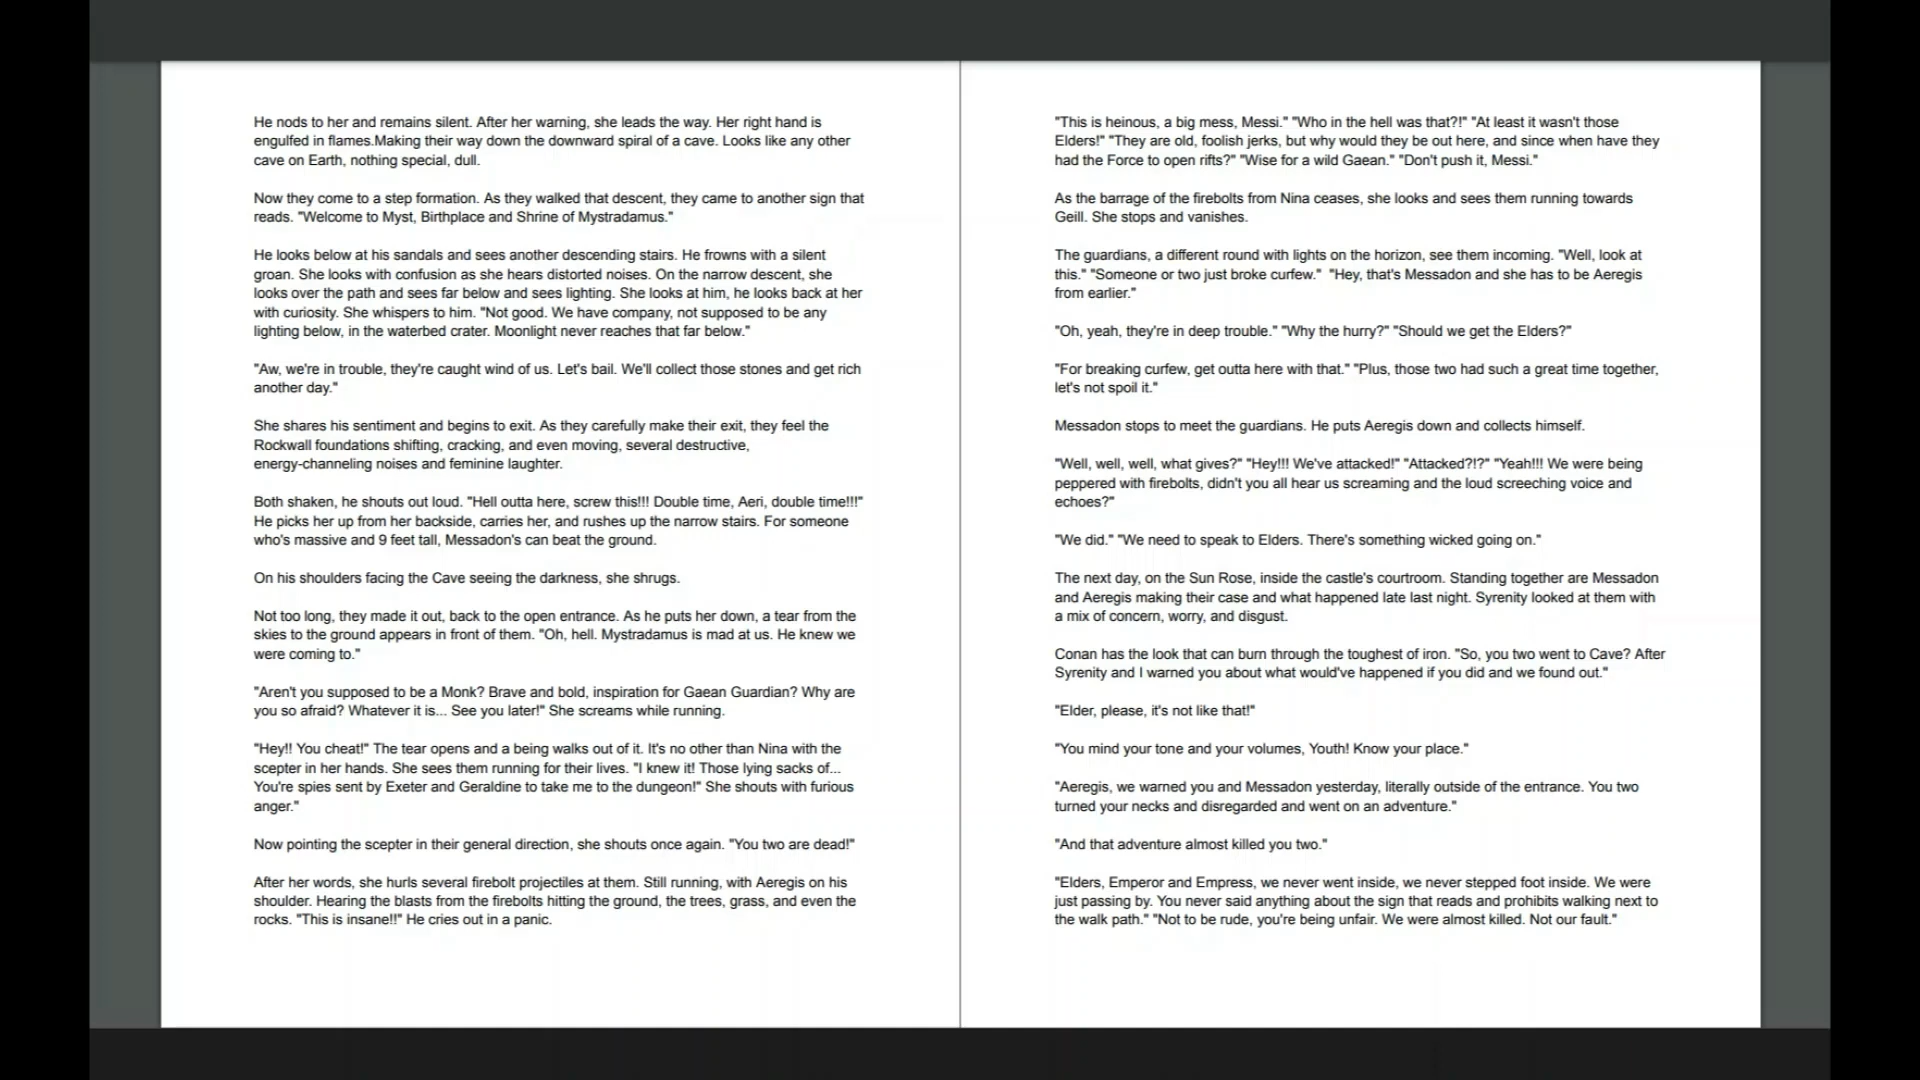 He nods to her and remains silent. After her warning, she leads the way. Her right hand is
engulfed in flames.Making their way down the downward spiral of a cave. Looks like any other
cave on Earth, nothing special, dull.
Now they come to a step formation. As they walked that descent, they came to another sign that
reads. "Welcome to Myst, Birthplace and Shrine of Mystradamus."
He looks below at his sandals and sees another descending stairs. He frowns with a silent
groan. She looks with confusion as she hears distorted noises. On the narrow descent, she
looks over the path and sees far below and sees lighting. She looks at him, he looks back at her
with curiosity. She whispers to him. "Not good. We have company, not supposed to be any
lighting below, in the waterbed crater. Moonlight never reaches that far below."
"Aw, we're in trouble, they're caught wind of us. Let's bail. We'll collect those stones and get rich
another day."
She shares his sentiment and begins to exit. As they carefully make their exit, they feel the
Rockwall foundations shifting, cracking, and even moving, several destructive,
energy-channeling noises and feminine laughter.
Both shaken, he shouts out loud. "Hell outta here, screw this!!! Double time, Aeri, double time!!!"
He picks her up from her backside, carries her, and rushes up the narrow stairs. For someone
who's massive and 9 feet tall, Messadon's can beat the ground.
On his shoulders facing the Cave seeing the darkness, she shrugs.
Not too long, they made it out, back to the open entrance. As he puts her down, a tear from the
skies to the ground appears in front of them. "Oh, hell. Mystradamus is mad at us. He knew we
were coming to."
"Aren't you supposed to be a Monk? Brave and bold, inspiration for Gaean Guardian? Why are
you so afraid? Whatever it is... See you later!" She screams while running.
"Hey!! You cheat!" The tear opens and a being walks out of it. It's no other than Nina with the
scepter in her hands. She sees them running for their lives. "I knew it! Those lying sacks of...
You're spies sent by Exeter and Geraldine to take me to the dungeon!" She shouts with furious
anger."
Now pointing the scepter in their general direction, she shouts once again. "You two are dead!"
After her words, she hurls several firebolt projectiles at them. Still running, with Aeregis on his
shoulder. Hearing the blasts from the firebolts hitting the ground, the trees, grass, and even the
rocks. "This is insane!!" He cries out in a panic.
"This is heinous, a big mess, Messi." "Who in the hell was that?!" "At least it wasn't those
Elders!" "They are old, foolish jerks, but why would they be out here, and since when have they
had the Force to open rifts?" "Wise for a wild Gaean." "Don't push it, Messi."
As the barrage of the firebolts from Nina ceases, she looks and sees them running towards
Geill. She stops and vanishes.
The guardians, a different round with lights on the horizon, see them incoming. "Well, look at
this." "Someone or two just broke curfew."  "Hey, that's Messadon and she has to be Aeregis
from earlier."
"Oh, yeah, they're in deep trouble." "Why the hurry?" "Should we get the Elders?"
"For breaking curfew, get outta here with that." "Plus, those two had such a great time together,
let's not spoil it."
Messadon stops to meet the guardians. He puts Aeregis down and collects himself.
"Well, well, well, what gives?" "Hey!!! We've attacked!" "Attacked?!?" "Yeah!!! We were being
peppered with firebolts, didn't you all hear us screaming and the loud screeching voice and
echoes?"
"We did." "We need to speak to Elders. There's something wicked going on."
The next day, on the Sun Rose, inside the castle's courtroom. Standing together are Messadon
and Aeregis making their case and what happened late last night. Syrenity looked at them with
a mix of concern, worry, and disgust.
Conan has the look that can burn through the toughest of iron. "So, you two went to Cave? After
Syrenity and I warned you about what would've happened if you did and we found out."
"Elder, please, it's not like that!"
"You mind your tone and your volumes, Youth! Know your place."
"Aeregis, we warned you and Messadon yesterday, literally outside of the entrance. You two
turned your necks and disregarded and went on an adventure."
"And that adventure almost killed you two."
"Elders, Emperor and Empress, we never went inside, we never stepped foot inside. We were
just passing by. You never said anything about the sign that reads and prohibits walking next to
the walk path." "Not to be rude, you're being unfair. We were almost killed. Not our fault."